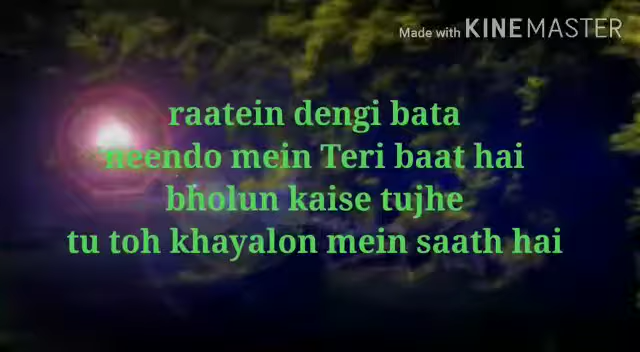 Made with KINEMASTER
raatein dengi bata
neendo mein Teri baat hai
bholun kaise tujhe
tu toh khayalon mein saath hai